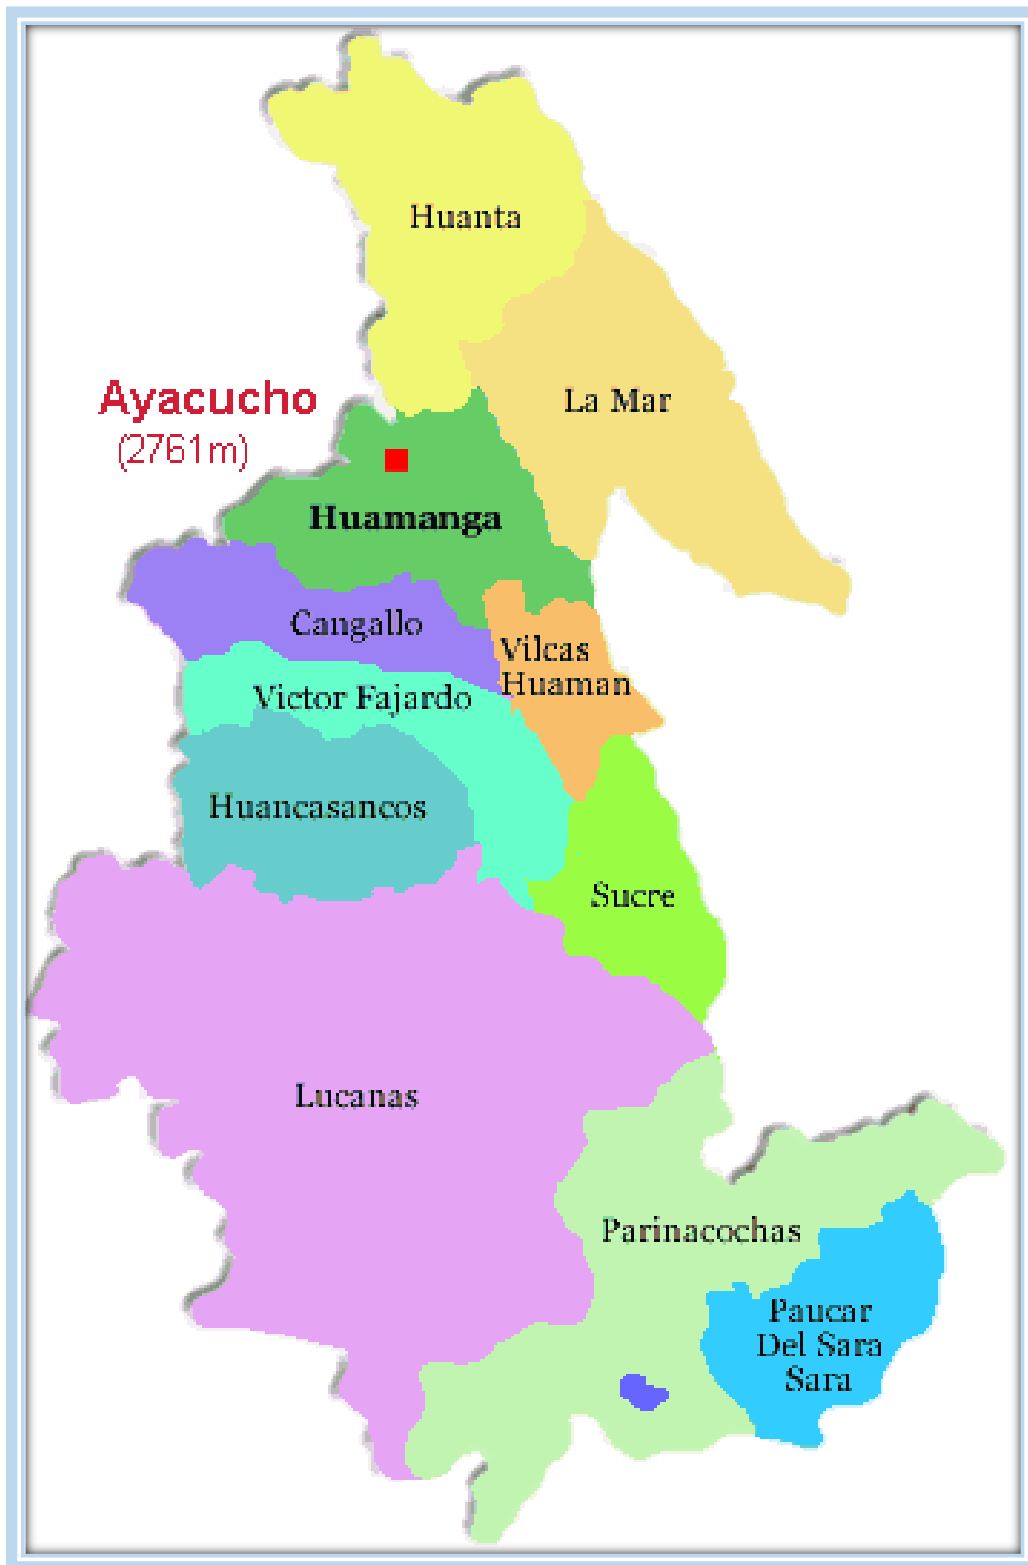 Huanta
La Mar
Ayacucho
(2761m)
Huamanga
Cangallo
Vilcas
Huaman
Victor Fajardo
Huancasancos
Sucre
Lucanas
Parinacochas
Paucar
Del Sara
Sara